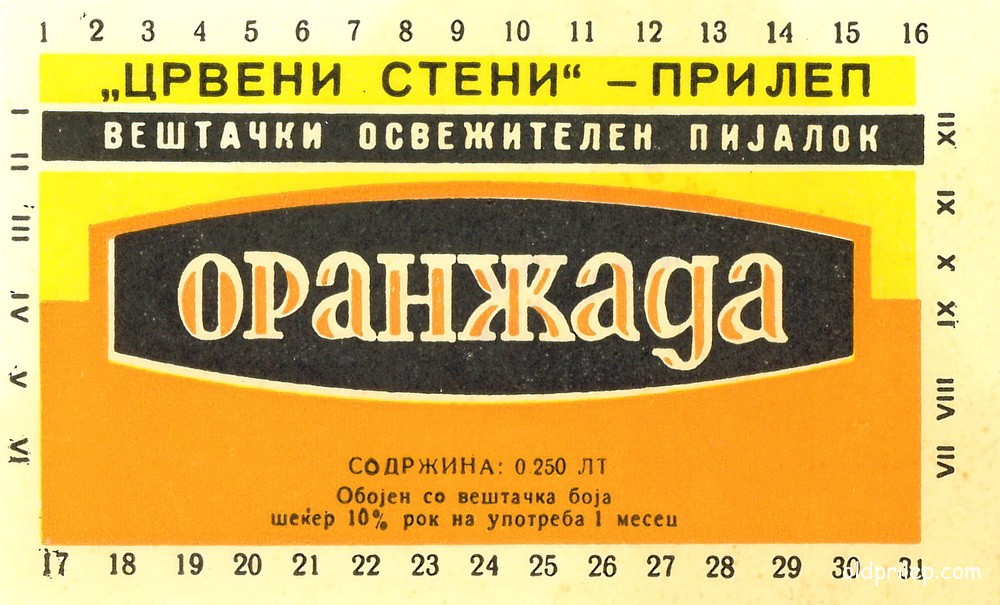 1 2 3 4 5 6 7 8 9 10 11 12 13 14 15 16
„ЦРВЕНИ СТЕНИ“ – ПРИЛЕП
ВЕШТАЧКИ ОСВЕЖИТЕЛЕН ПИЈАЛОК
I
II
III
IV
V
VI
оранжада
XII
IX
X
XI
VIII
VII
СОДРЖИНА: 0 250 ЛТ
Обојен со вештачка боја
шеќер 10% рок на употреба 1 месец
17 18 19 20 21 22 23 24 25 26 27 28 29 30 31
oldprilep.com